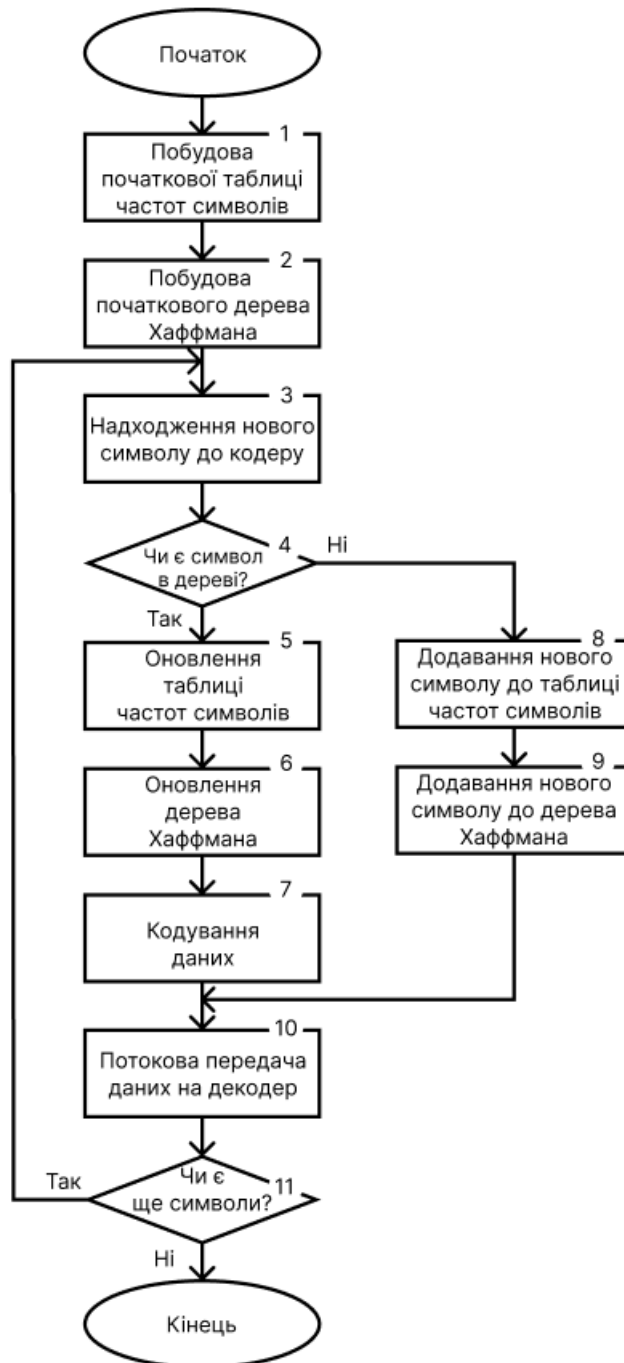 Початок
1
Побудова
початкової таблиці
частот символів
2
Побудова
початкового дерева
Хаффмана
3
Надходження нового
символу до кодеру
4
Чи є символ
в дереві?
Ні
Так
5
Оновлення
таблиці
частот символів
6
Оновлення
дерева
Хаффмана
7
Кодування
даних
8
Додавання нового
символу до таблиці
частот символів
9
Додавання нового
символу до дерева
Хаффмана
10
Потокова передача
даних на декодер
11
Чи є
ще символи?
Так
Ні
Кінець